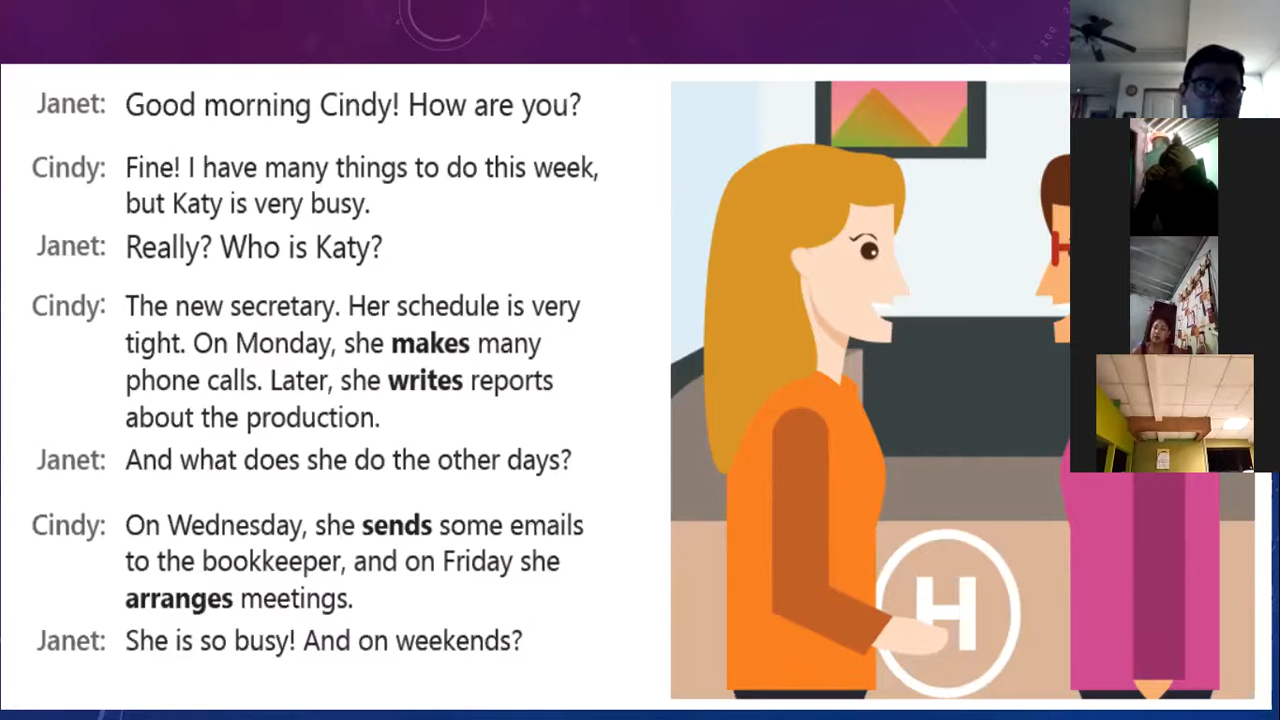 Janet: Good morning Cindy! How are you?
Cindy: Fine! I have many things to do this week,
but Katy is very busy.
Janet: Really? Who is Katy?
Cindy: The new secretary. Her schedule is very
tight. On Monday, she makes many
phone calls. Later, she writes reports
about the production.
Janet: And what does she do the other days?
Cindy: On Wednesday, she sends some emails
to the bookkeeper, and on Friday she
arranges meetings.
Janet: She is so busy! And on weekends?
H